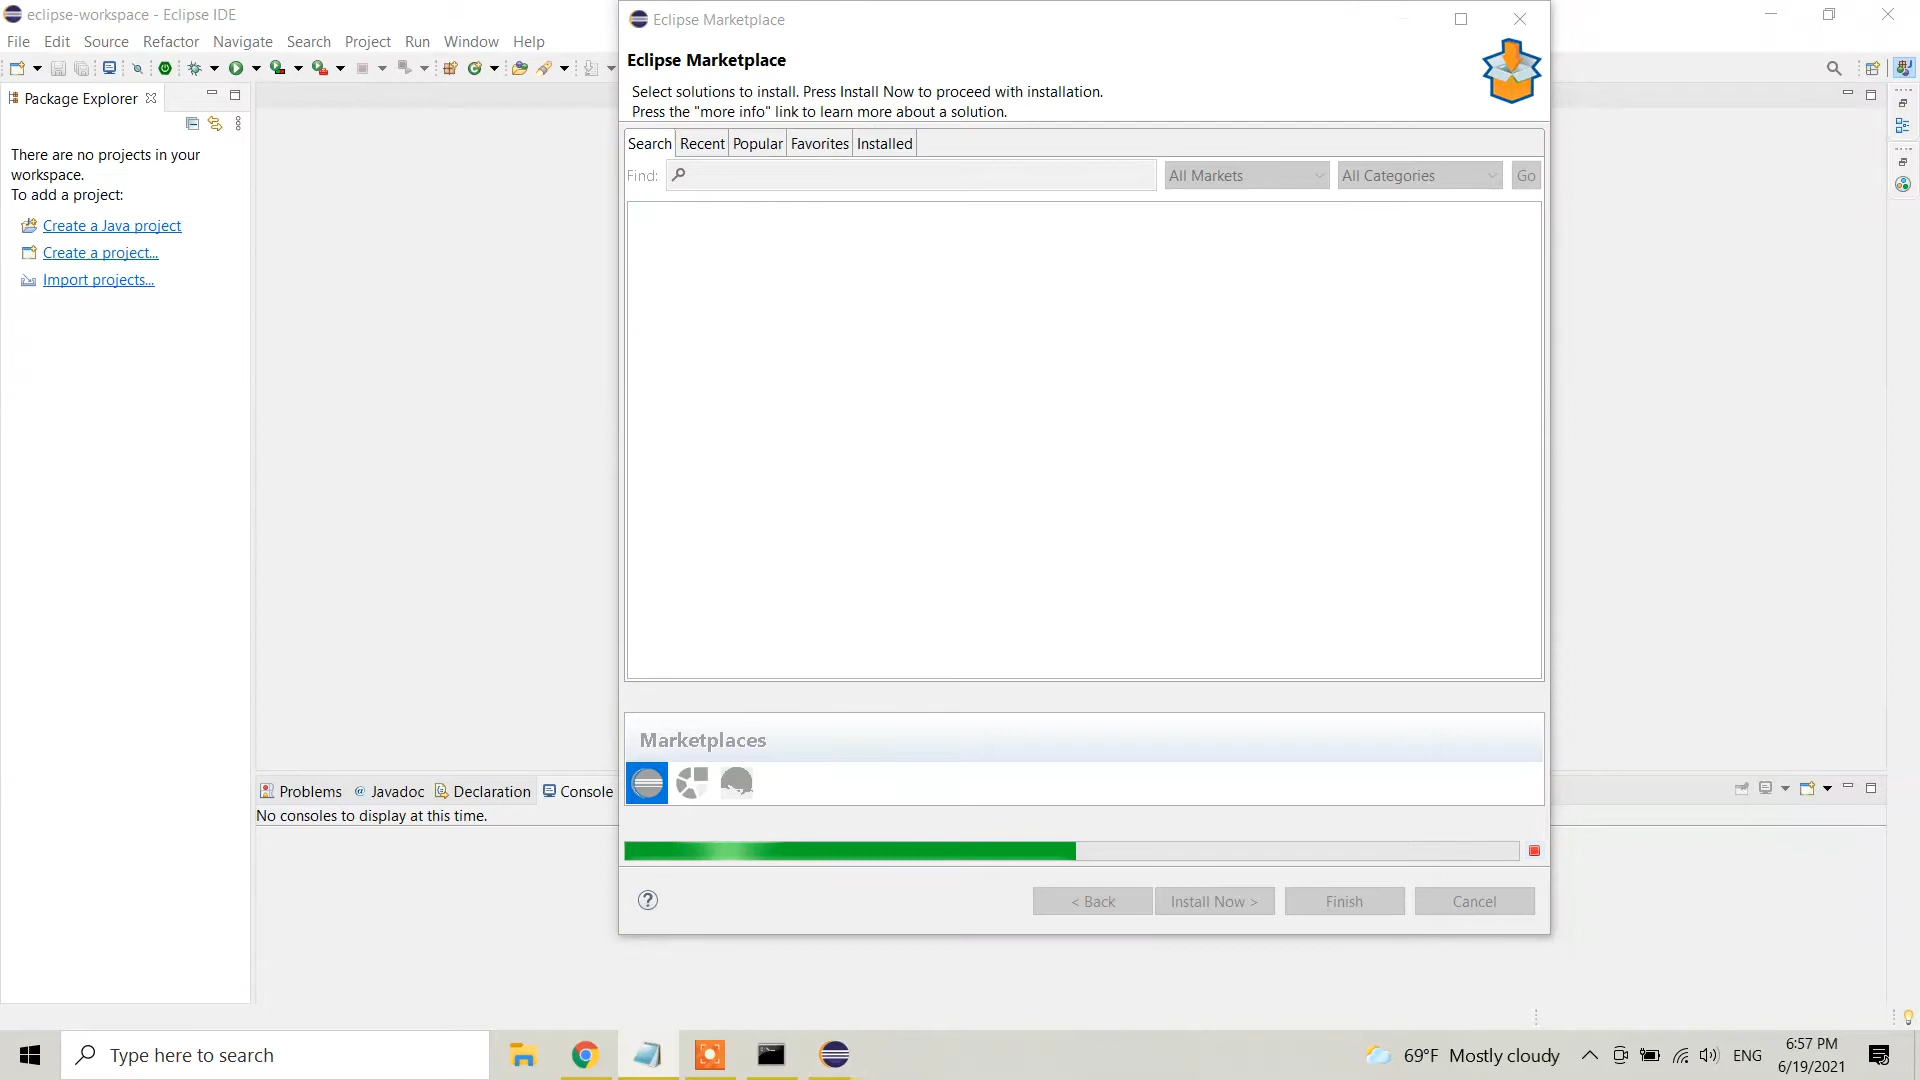 eclipse-workspace - Eclipse IDE
File Edit Source Refactor Navigate Search Project Run Window Help
Package Explorer
There are no projects in your
workspace.
To add a project:
Create a Java project
Create a project...
Import projects...
Eclipse Marketplace
Eclipse Marketplace
Select solutions to install. Press Install Now to proceed with installation.
Press the "more info" link to learn more about a solution.
Search Recent Popular Favorites Installed
Find: All Markets All Categories Go
Marketplaces
Problems @ Javadoc Declaration Console
No consoles to display at this time.
? < Back Install Now > Finish Cancel
Type here to search
69°F Mostly cloudy ENG
6:57 PM
6/19/2021